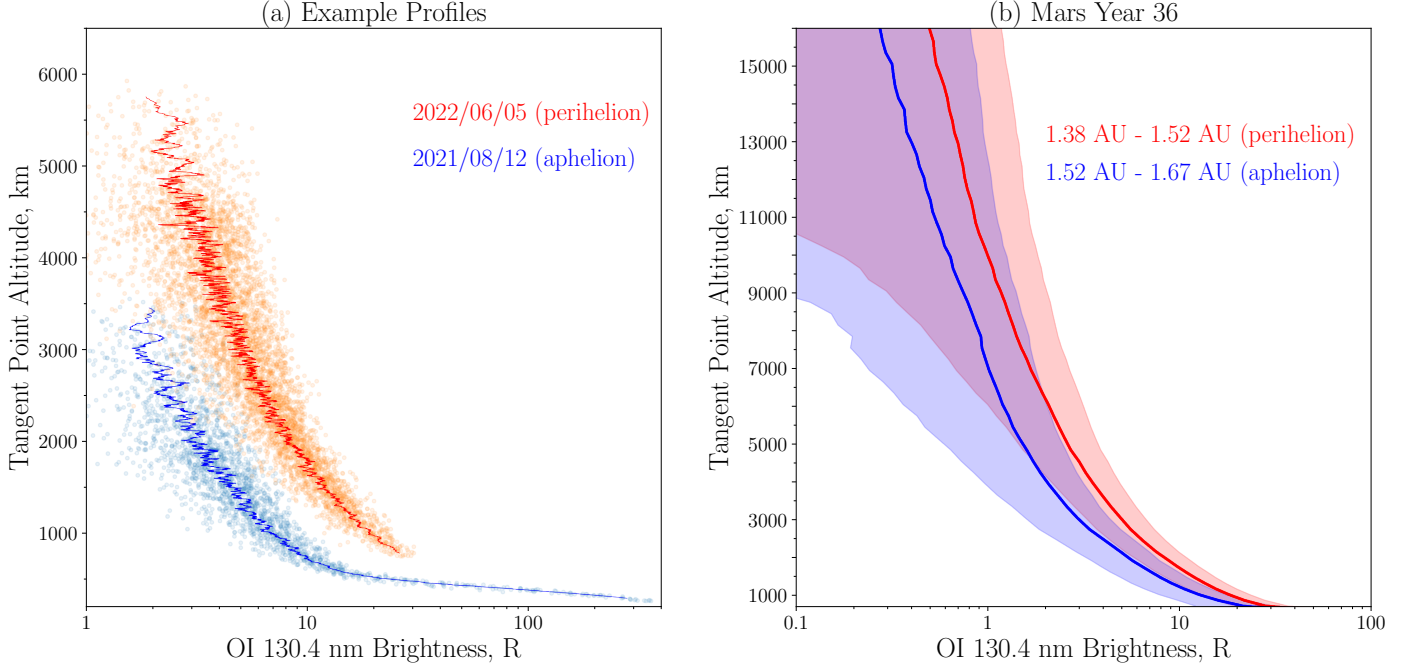 (a) Example Profiles
Tangent Point Altitude, km
6000
5000
4000
3000
2000
1000
2022/06/05 (perihelion)
2021/08/12 (aphelion)
1
10
100
OI 130.4 nm Brightness, R
(b) Mars Year 36
Tangent Point Altitude, km
15000
13000
11000
9000
7000
5000
3000
1000
1.38 AU - 1.52 AU (perihelion)
1.52 AU - 1.67 AU (aphelion)
0.1
1
10
100
OI 130.4 nm Brightness, R